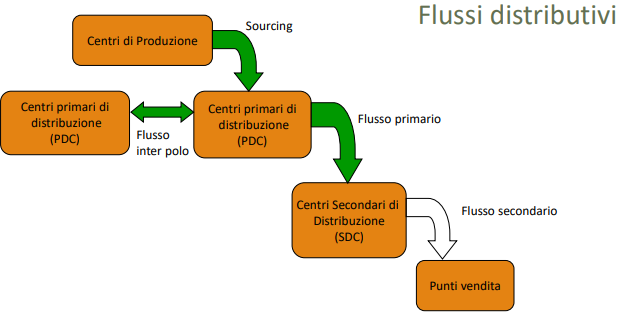 Flussi distributivi
Centri di Produzione
Sourcing
Centri primari di
distribuzione
(PDC)
Flusso
inter polo
Centri primari di
distribuzione
(PDC)
Flusso primario
Centri Secondari di
Distribuzione
(SDC)
Flusso secondario
Punti vendita